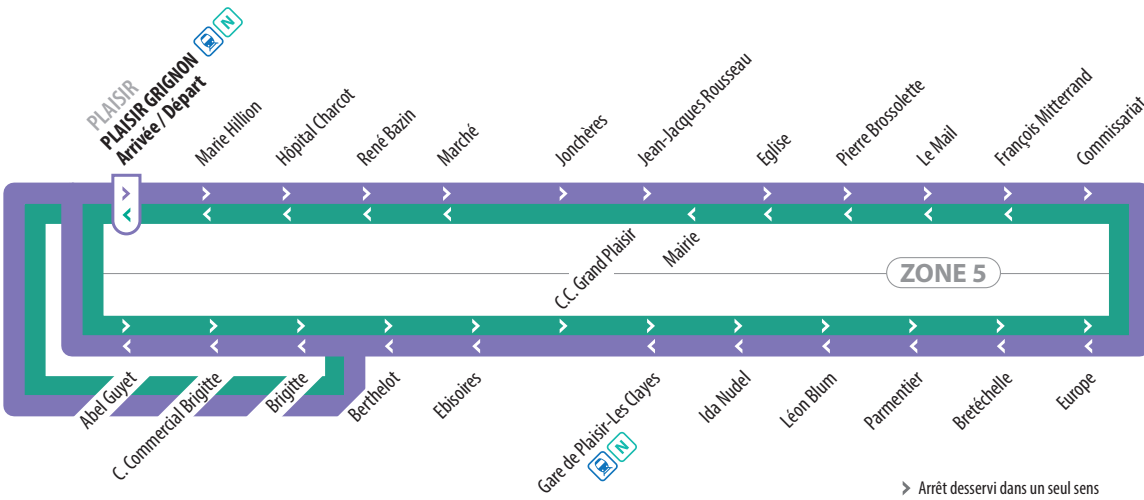 PLAISIR
PLAISIR GRIGNON N
Arrivée / Départ
Marie Hillion
Hôpital Charcot
René Bazin
Marché
Jonchères
Jean-Jacques Rousseau
Eglise
Pierre Brossolette
Le Mail
François Mitterrand
Commissariat
C.C. Grand Plaisir
Mairie
ZONE 5
Abel Guyet
C. Commercial Brigitte
Brigitte
Berthelot
Ebisoires
Gare de Plaisir-Les Clayes N
Ida Nudel
Léon Blum
Parmentier
Bretéchelle
Europe
> Arrêt desservi dans un seul sens